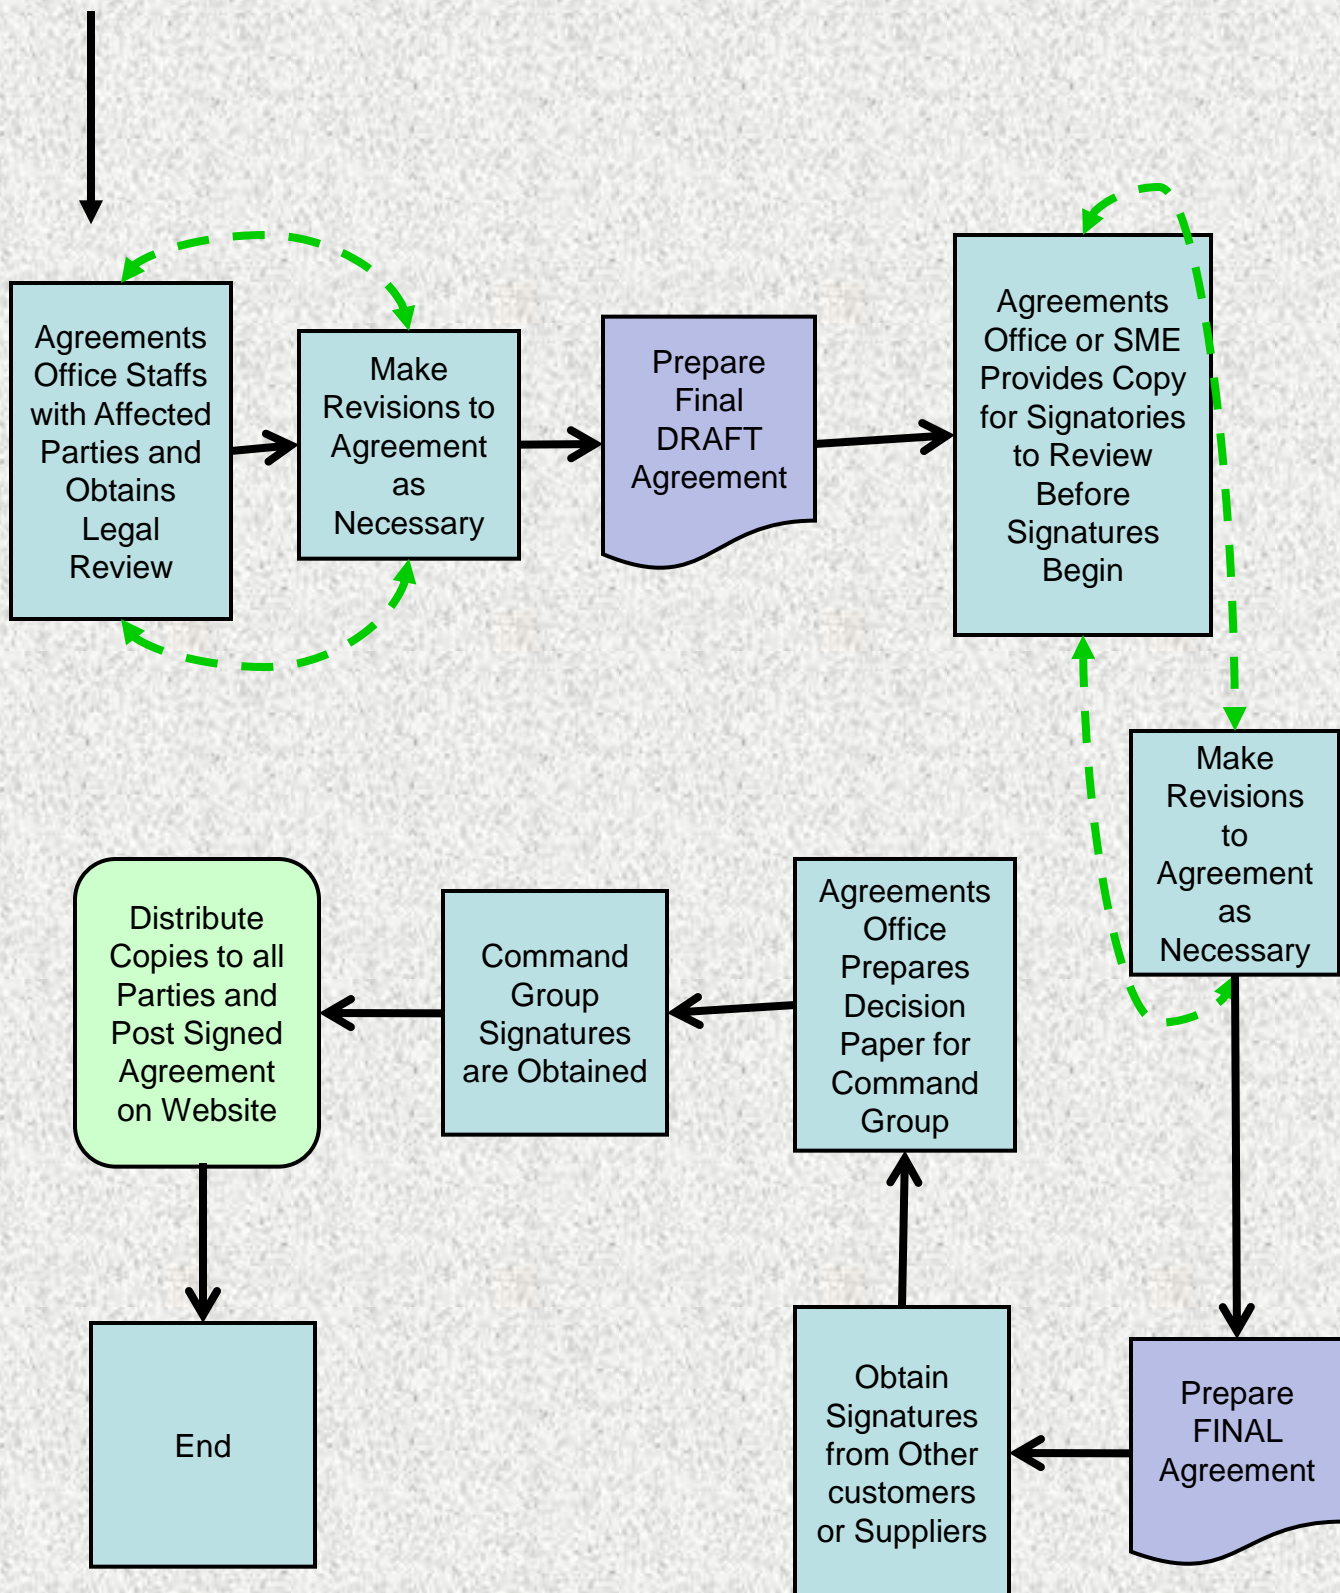 Agreements
Office Staffs
with Affected
Parties and
Obtains
Legal
Review
Make
Revisions to
Agreement
as
Necessary
Prepare
Final
DRAFT
Agreement
Agreements
Office or SME
Provides Copy
for Signatories
to Review
Before
Signatures
Begin
Make
Revisions
to
Agreement
as
Necessary
Prepare
FINAL
Agreement
Obtain
Signatures
from Other
customers
or Suppliers
Agreements
Office
Prepares
Decision
Paper for
Command
Group
Command
Group
Signatures
are Obtained
Distribute
Copies to all
Parties and
Post Signed
Agreement
on Website
End